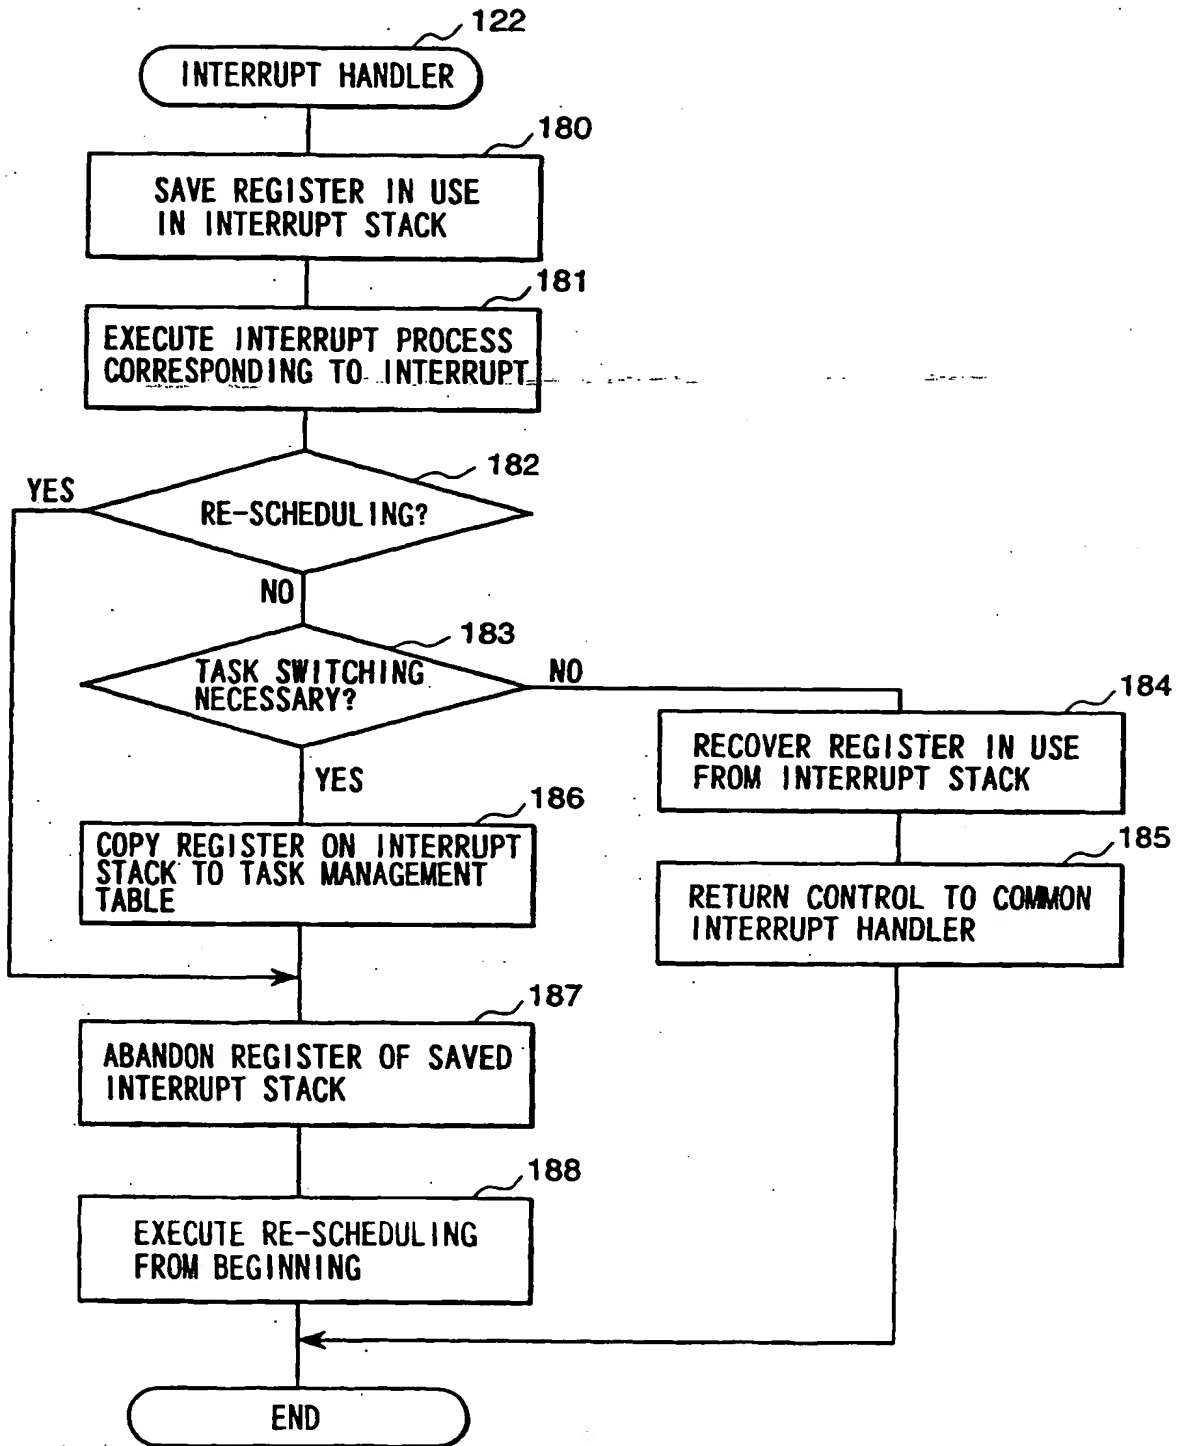 122
INTERRUPT HANDLER
180
SAVE REGISTER IN USE
IN INTERRUPT STACK
181
EXECUTE INTERRUPT PROCESS
CORRESPONDING TO INTERRUPT
182
YES
RE-SCHEDULING?
NO
183
TASK SWITCHING
NECESSARY?
NO
184
RECOVER REGISTER IN USE
FROM INTERRUPT STACK
YES
186
COPY REGISTER ON INTERRUPT
STACK TO TASK MANAGEMENT
TABLE
185
RETURN CONTROL TO COMMON
INTERRUPT HANDLER
187
ABANDON REGISTER OF SAVED
INTERRUPT STACK
188
EXECUTE RE-SCHEDULING
FROM BEGINNING
END